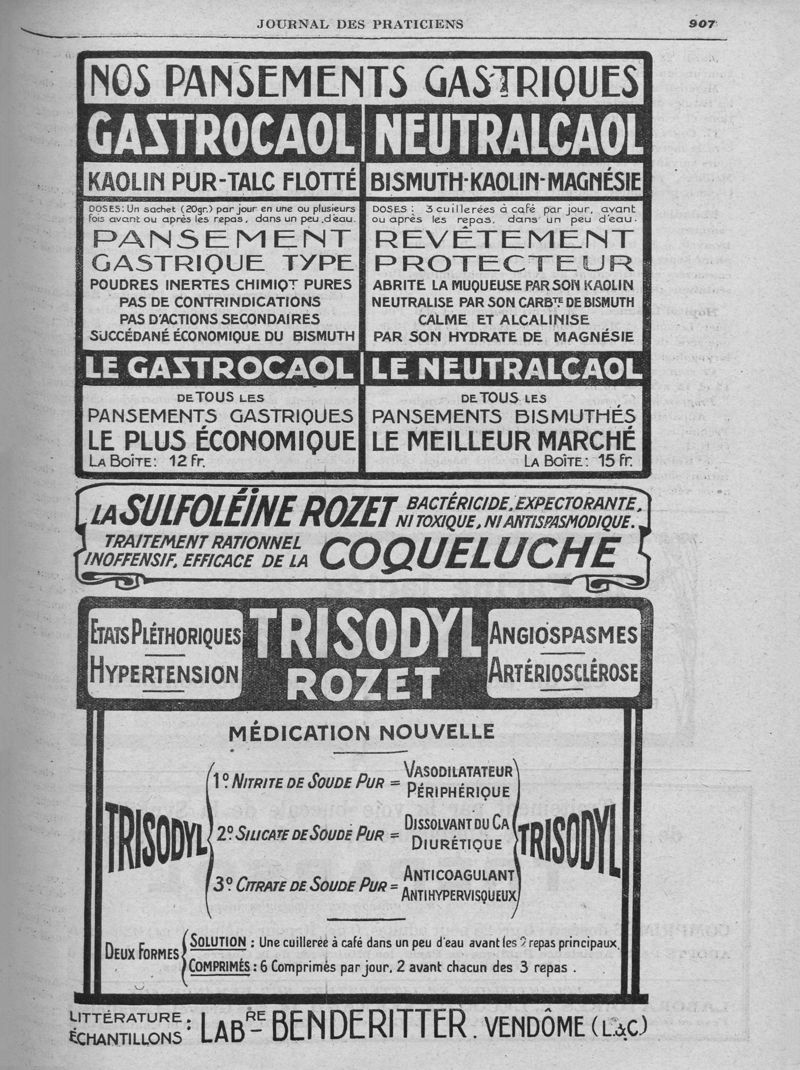 JOURNAL DES PRATICIENS
907
NOS PANSEMENTS GASTRIQUES
GASTROCAOL
KAOLIN PUR-TALC FLOTTÉ
DOSES: Un sachet (20gr.) par jour en une ou plusieurs
fois avant ou après les repas, dans un peu d'eau.
PANSEMENT
GASTRIQUE TYPE
POUDRES INERTES CHIMIQT PURES
PAS DE CONTRINDICATIONS
PAS D'ACTIONS SECONDAIRES
SUCCÉDANÉ ÉCONOMIQUE DU BISMUTH
LE GASTROCAOL
DE TOUS LES
PANSEMENTS GASTRIQUES
LE PLUS ÉCONOMIQUE
LA BOÎTE: 12 Fr.
NEUTRALCAOL
BISMUTH-KAOLIN-MAGNÉSIE
DOSES: 3 cuillerées à café par jour, avant
ou après les repas, dans un peu d'eau.
REVÊTEMENT
PROTECTEUR
ABRITE LA MUQUEUSE PAR SON KAOLIN
NEUTRALISE PAR SON CARBTE DE BISMUTH
CALME ET ALCALINISE
PAR SON HYDRATE DE MAGNÉSIE
LE NEUTRALCAOL
DE TOUS LES
PANSEMENTS BISMUTHÉS
LE MEILLEUR MARCHÉ
LA BOÎTE: 15 fr.
LA SULFOLÉINE ROZET BACTÉRICIDE, EXPECTORANTE,
NI TOXIQUE, NI ANTISPASMODIQUE.
TRAITEMENT RATIONNEL
INOFFENSIF, EFFICACE DE LA COQUELUCHE
ETATS PLÉTHORIQUES
HYPERTENSION
TRISODYL
ROZET
ANGIOSPASMES
ARTÉRIOSCLÉROSE
MÉDICATION NOUVELLE
TRISODYL
1º NITRITE DE SOUDE PUR = VASODILATATEUR
PÉRIPHÉRIQUE
2º SILICATE DE SOUDE PUR = DISSOLVANT DU CA
DIURÉTIQUE
3º CITRATE DE SOUDE PUR = ANTICOAGULANT
ANTIHYPERVISQUEUX
TRISODYL
DEUX FORMES
SOLUTION : Une cuillerée à café dans un peu d'eau avant les 2 repas principaux.
COMPRIMÉS : 6 Comprimés par jour, 2 avant chacun des 3 repas .
LITTÉRATURE :
ÉCHANTILLONS :
LABRE BENDERITTER. VENDÔME (L.&C.)